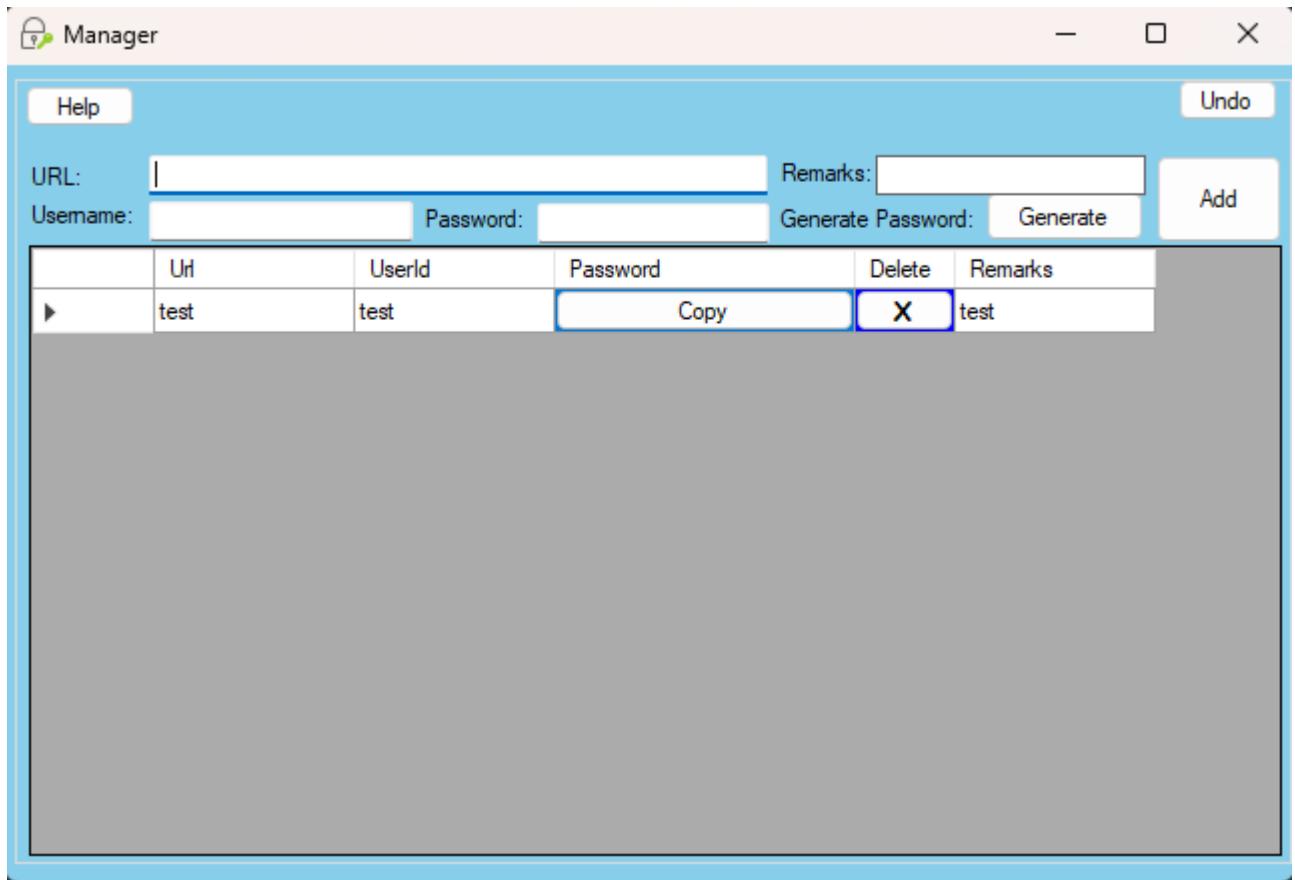 Manager
Help Undo
URL: Remarks:
Add
Username: Password: Generate Password: Generate
Url UserId Password Delete Remarks
test test Copy X test